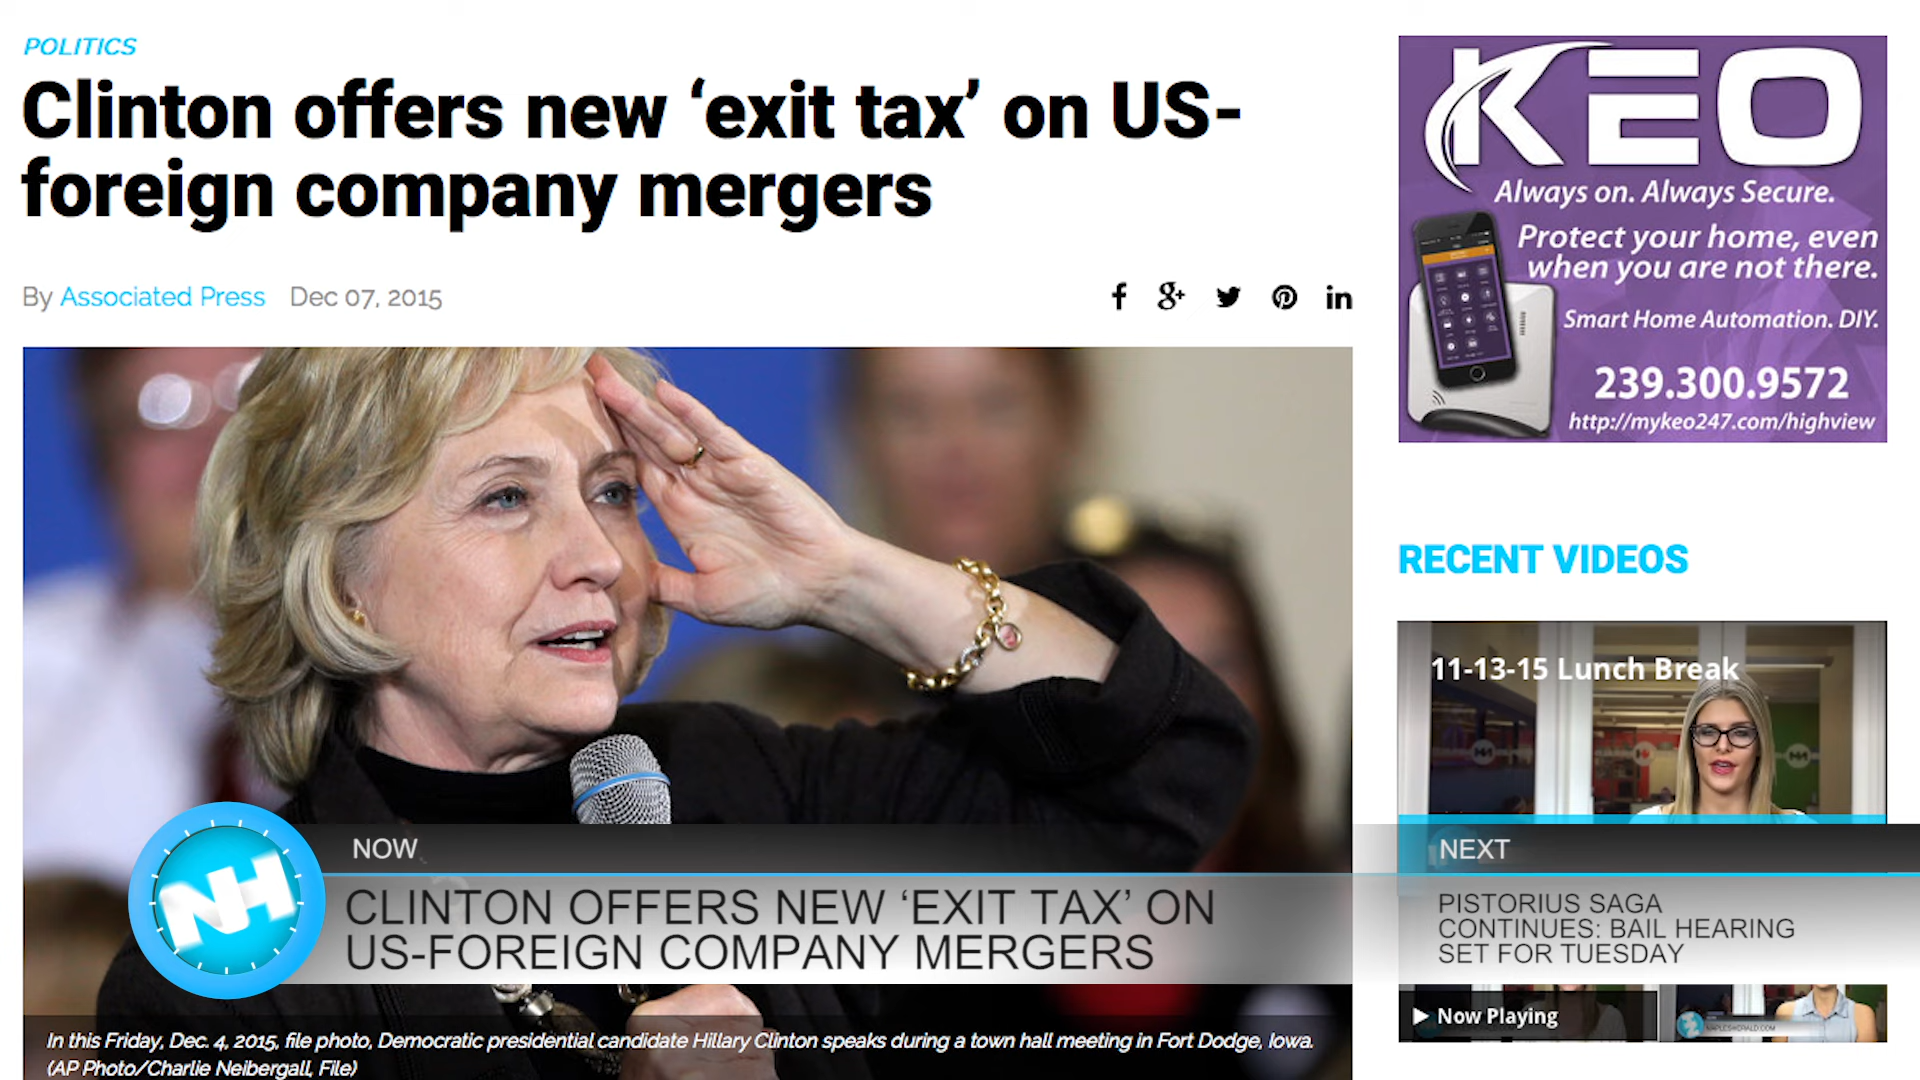 POLITICS
Clinton offers new ‘exit tax’ on US-
foreign company mergers
By Associated Press Dec 07, 2015
KEO
Always on. Always Secure.
Protect your home, even
when you are not there.
Smart Home Automation. DIY.
239.300.9572
http://mykeo247.com/highview
RECENT VIDEOS
11-13-15 Lunch Break
NH
NOW
CLINTON OFFERS NEW ‘EXIT TAX’ ON
US-FOREIGN COMPANY MERGERS
NEXT
PISTORIUS SAGA
CONTINUES: BAIL HEARING
SET FOR TUESDAY
Now Playing
NAPLESHERALD.COM
In this Friday, Dec. 4, 2015, file photo, Democratic presidential candidate Hillary Clinton speaks during a town hall meeting in Fort Dodge, Iowa.
(AP Photo/Charlie Neibergall, File)